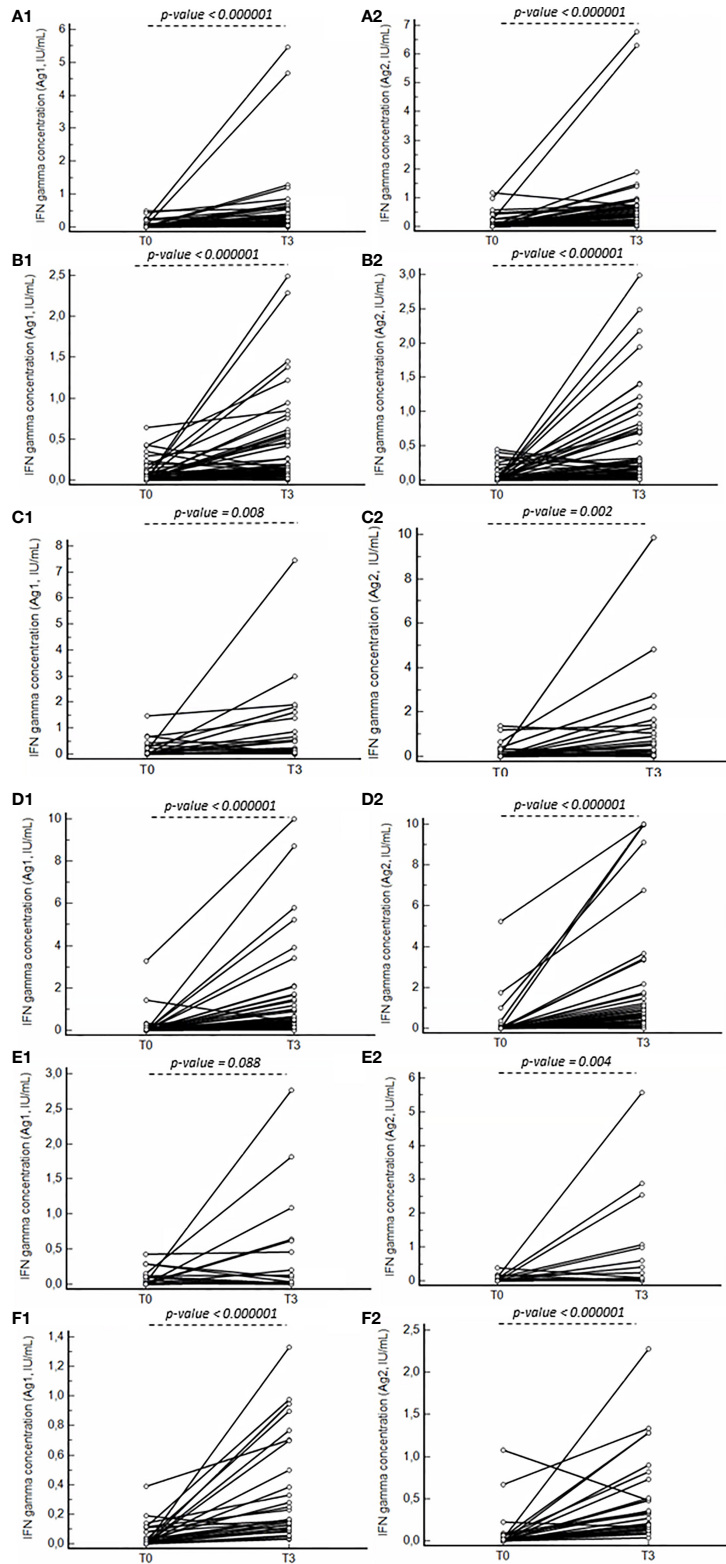 A1
p-value < 0.000001
IFN gamma concentration (Ag1, IU/mL)
6
5
4
3
2
1
0
T0
T3
A2
p-value < 0.000001
IFN gamma concentration (Ag2, IU/mL)
7
6
5
4
3
2
1
0
T0
T3
B1
p-value < 0.000001
IFN gamma concentration (Ag1, IU/mL)
2,5
2,0
1,5
1,0
0,5
0,0
T0
T3
B2
p-value < 0.000001
IFN gamma concentration (Ag2, IU/mL)
3,0
2,5
2,0
1,5
1,0
0,5
0,0
T0
T3
C1
p-value = 0.008
IFN gamma concentration (Ag1, IU/mL)
8
7
6
5
4
3
2
1
0
T0
T3
C2
p-value = 0.002
IFN gamma concentration (Ag2, IU/mL)
10
8
6
4
2
0
T0
T3
D1
p-value < 0.000001
IFN gamma concentration (Ag1, IU/mL)
10
8
6
4
2
0
T0
T3
D2
p-value < 0.000001
IFN gamma concentration (Ag2, IU/mL)
10
8
6
4
2
0
T0
T3
E1
p-value = 0.088
IFN gamma concentration (Ag1, IU/mL)
3,0
2,5
2,0
1,5
1,0
0,5
0,0
T0
T3
E2
p-value = 0.004
IFN gamma concentration (Ag2, IU/mL)
6
5
4
3
2
1
0
T0
T3
F1
p-value < 0.000001
IFN gamma concentration (Ag1, IU/mL)
1,4
1,2
1,0
0,8
0,6
0,4
0,2
0,0
T0
T3
F2
p-value < 0.000001
IFN gamma concentration (Ag2, IU/mL)
2,5
2,0
1,5
1,0
0,5
0,0
T0
T3